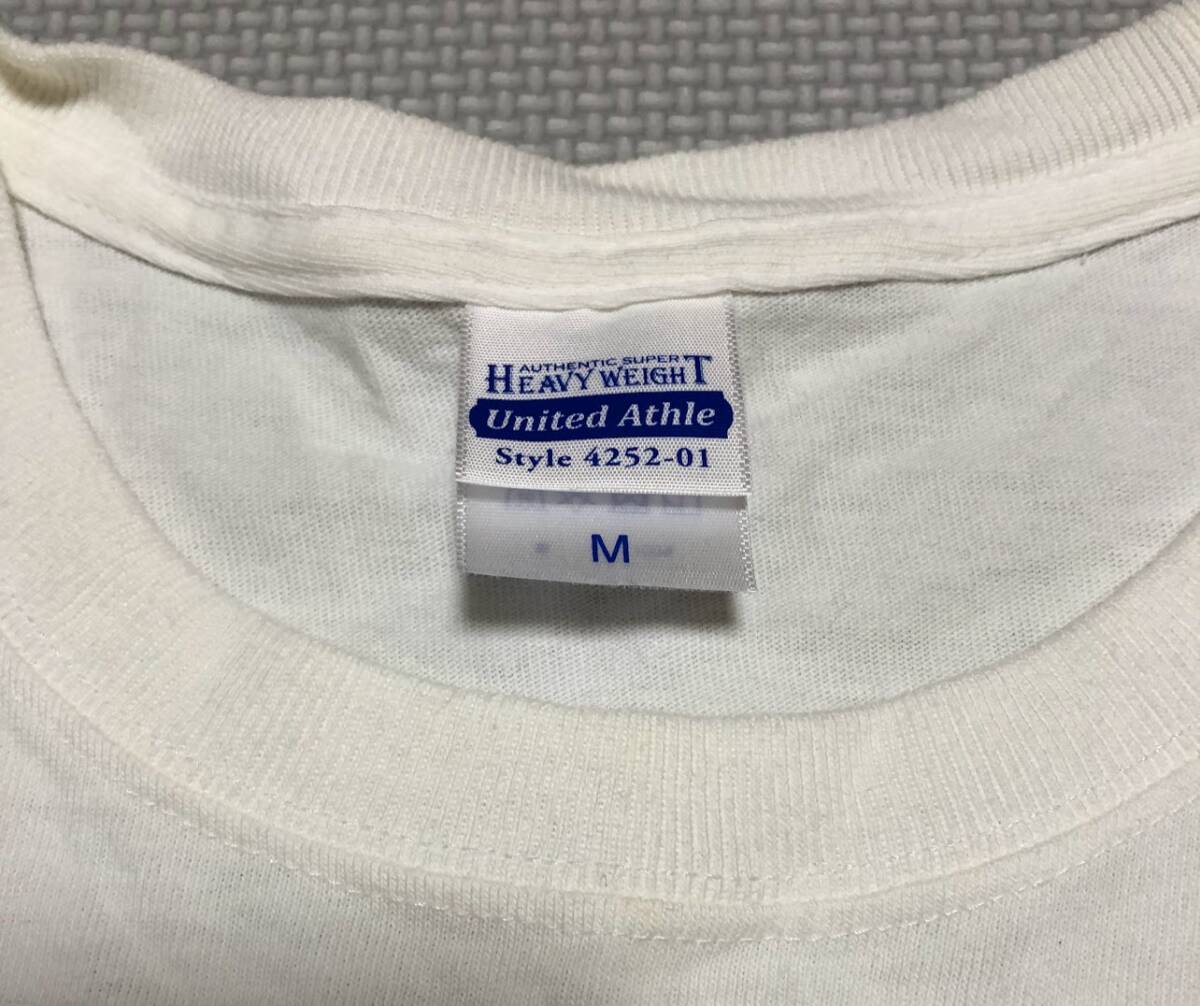 AUTHENTIC SUPER
HEAVY WEIGHT
United Athle
Style 4252-01
M